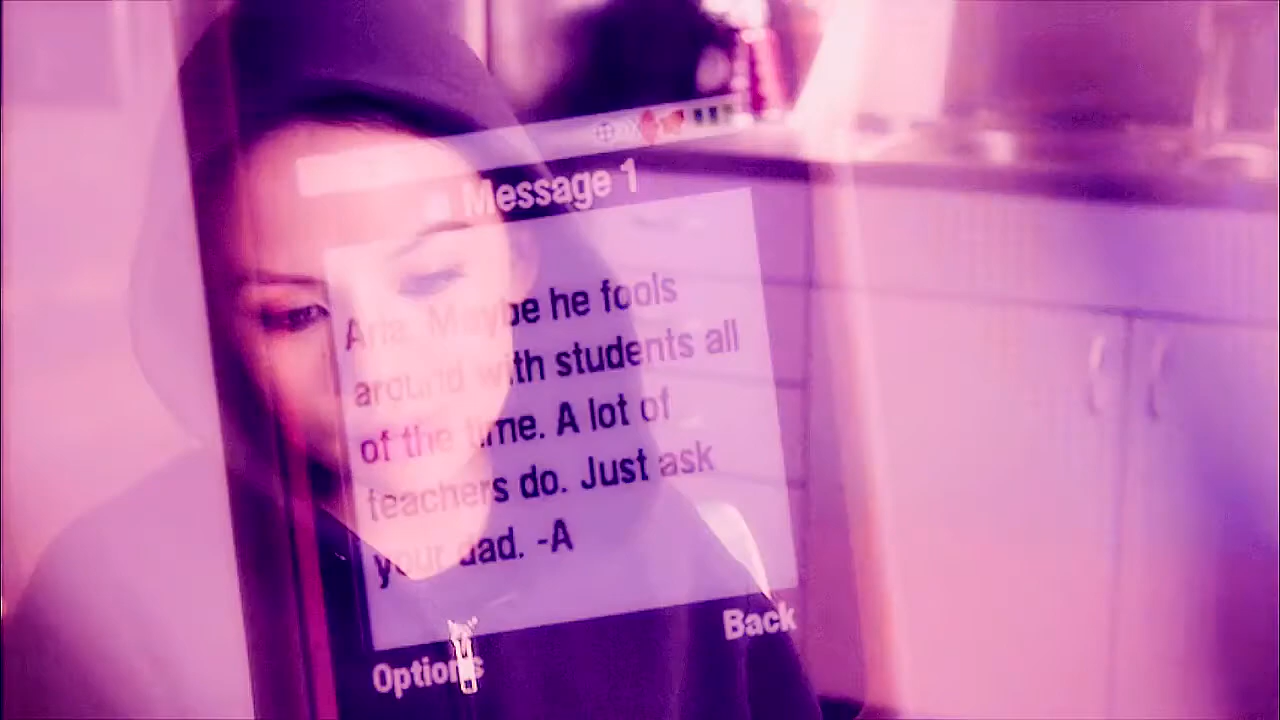 Message 1
Aria. Maybe he fools
around with students all
of the time. A lot of
teachers do. Just ask
your dad. -A
Options
Back